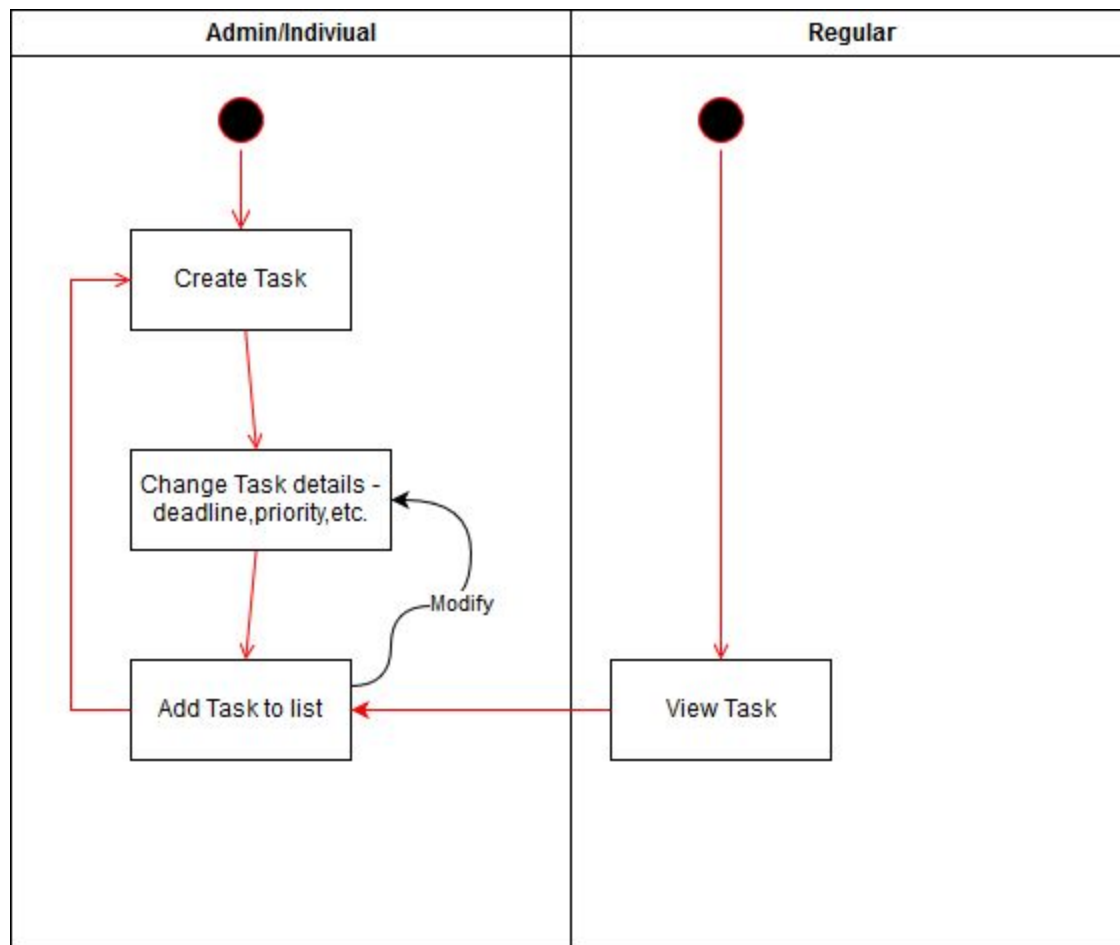 Admin/Indiviual
Regular
Create Task
Change Task details -
deadline,priority,etc.
Modify
Add Task to list
View Task